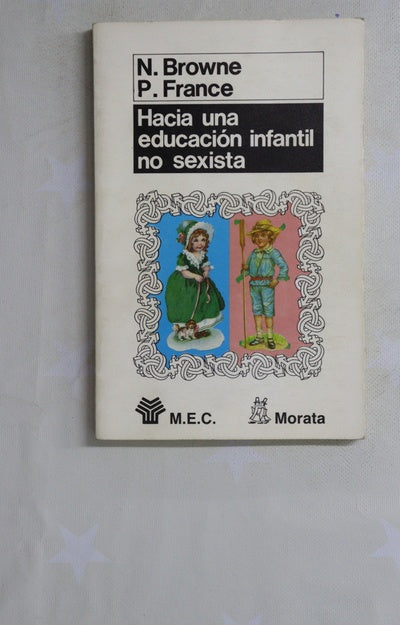 N. Browne
P. France
Hacia una
educación infantil
no sexista
M.E.C.
Morata